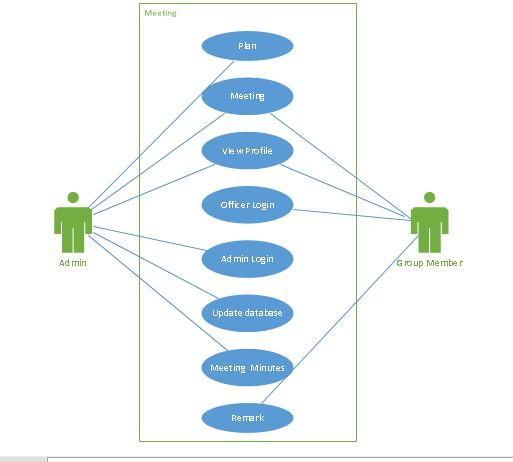 Meeting
Plan
Meeting
View Profile
Officer Login
Admin Login
Admin
Group Member
Update database
Meeting Minutes
Remark